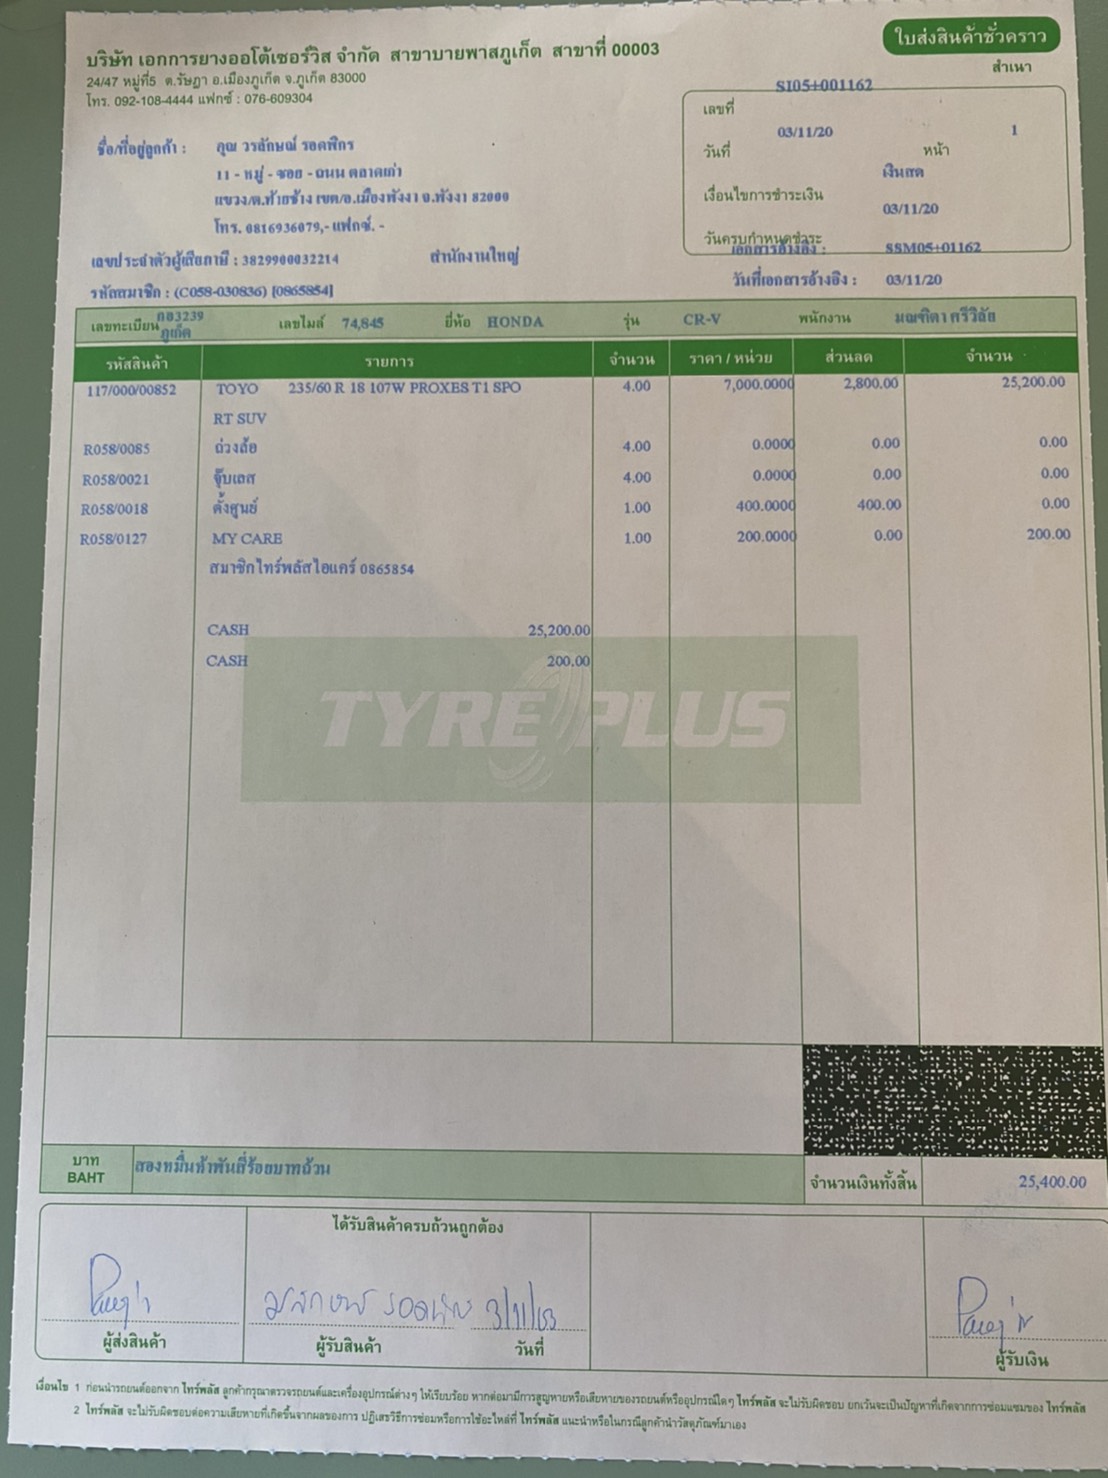 บริษัท เอกการยางออโต้เซอร์วิส จำกัด สาขาบายพาสภูเก็ต สาขาที่ 00003
24/47 หมู่ที่5 ต.รัษฎา อ.เมืองภูเก็ต จ.ภูเก็ต 83000
โทร. 092-108-4444 แฟกซ์ : 076-609304
ใบส่งสินค้าชั่วคราว
สำเนา
SI05+001162
เลขที่
03/11/20 1
วันที่ หน้า
เงินสด
เงื่อนไขการชำระเงิน
03/11/20
วันครบกำหนดชำระ
เอกสารอ้างอิง : SSM05+01162
วันที่เอกสารอ้างอิง : 03/11/20
ชื่อ/ที่อยู่ลูกค้า : คุณ วรลักษณ์ รอดพิกร
11 - หมู่ - ซอย - ถนน ตลาดเก่า
แขวง/ต.ท้ายช้าง เขต/อ.เมืองพังงา จ.พังงา 82000
โทร. 0816936079,- แฟกซ์. -
เลขประจำตัวผู้เสียภาษี : 3829900032214 สำนักงานใหญ่
รหัสสมาชิก : (C058-030836) [0865854]
เลขทะเบียน กอ3239 ภูเก็ต เลขไมล์ 74,845 ยี่ห้อ HONDA รุ่น CR-V พนักงาน มณฑิตา ศรีวิลัย
รหัสสินค้า รายการ จำนวน ราคา / หน่วย ส่วนลด จำนวน
117/000/00852 TOYO 235/60 R 18 107W PROXES T1 SPO 4.00 7,000.0000 2,800.00 25,200.00
RT SUV
R058/0085 ถ่วงล้อ 4.00 0.0000 0.00 0.00
R058/0021 จุ๊บเลส 4.00 0.0000 0.00 0.00
R058/0018 ตั้งศูนย์ 1.00 400.0000 400.00 0.00
R058/0127 MY CARE 1.00 200.0000 0.00 200.00
สมาชิกไทร์พลัสไอแคร์ 0865854
CASH 25,200.00
CASH 200.00
TYREPLUS
บาท
BAHT
สองหมื่นห้าพันสี่ร้อยบาทถ้วน
จำนวนเงินทั้งสิ้น 25,400.00
ได้รับสินค้าครบถ้วนถูกต้อง
3/11/63
ผู้ส่งสินค้า ผู้รับสินค้า วันที่ ผู้รับเงิน
เงื่อนไข 1 ก่อนนำรถยนต์ออกจาก ไทร์พลัส ลูกค้ากรุณาตรวจรถยนต์และเครื่องอุปกรณ์ต่างๆ ให้เรียบร้อย หากต่อมามีการสูญหายหรือเสียหายของรถยนต์หรืออุปกรณ์ใดๆ ไทร์พลัส จะไม่รับผิดชอบ ยกเว้นจะเป็นปัญหาที่เกิดจากการซ่อมแซมของ ไทร์พลัส
2 ไทร์พลัส จะไม่รับผิดชอบต่อความเสียหายที่เกิดขึ้นจากผลของการ ปฏิเสธวิธีการซ่อมหรือการใช้อะไหล่ที่ ไทร์พลัส แนะนำหรือในกรณีลูกค้านำวัสดุภัณฑ์มาเอง